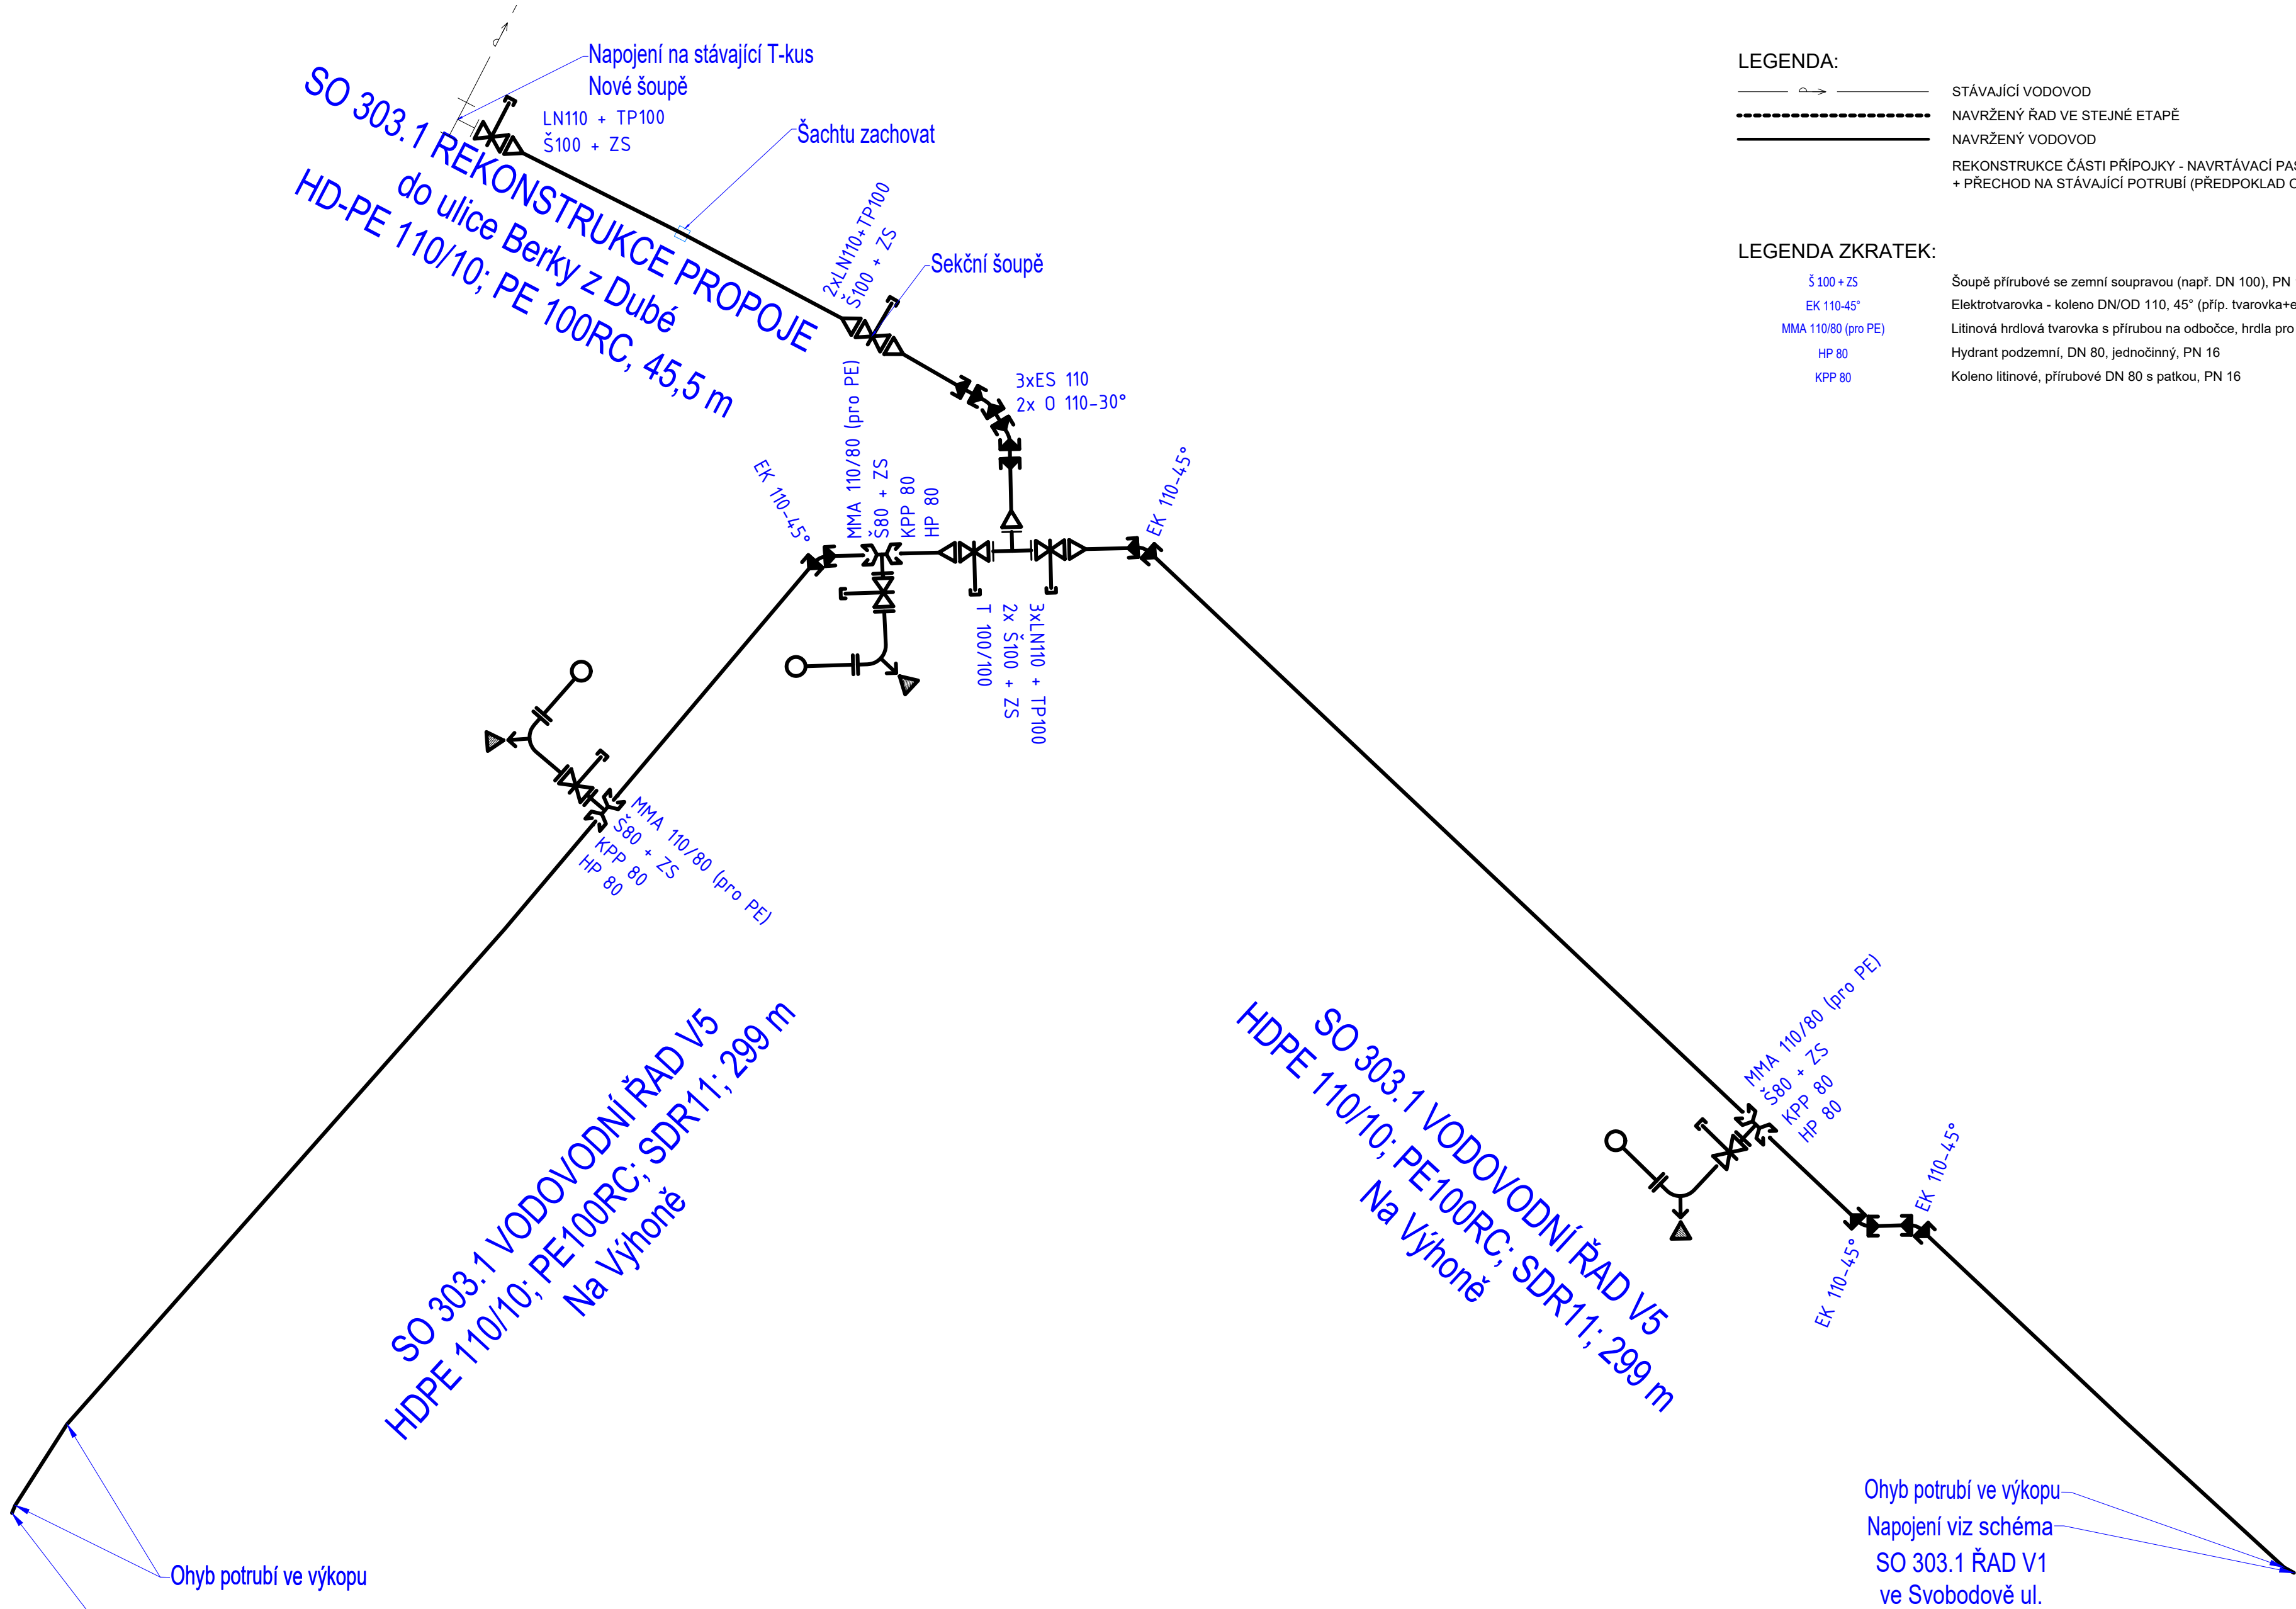 Napojení na stávající T-kus
Nové šoupě
LN110 + TP100
Š100 + ZS
SO 303.1 REKONSTRUKCE PROPOJE
do ulice Berky z Dubé
HD-PE 110/10; PE 100RC, 45,5 m
Šachtu zachovat
2xLN110+TP100
Š100 + ZS
Sekční šoupě
3xES 110
2x O 110-30°
EK 110-45°
MMA 110/80 (pro PE)
Š80 + ZS
KPP 80
HP 80
EK 110-45°
T 100/100
2x Š100 + ZS
3xLN110 + TP100
MMA 110/80 (pro PE)
Š80 + ZS
KPP 80
HP 80
SO 303.1 VODOVODNÍ ŘAD V5
HDPE 110/10; PE100RC; SDR11; 299 m
Na Výhoně
SO 303.1 VODOVODNÍ ŘAD V5
HDPE 110/10; PE100RC; SDR11; 299 m
Na Výhoně
MMA 110/80 (pro PE)
Š80 + ZS
KPP 80
HP 80
EK 110-45°
EK 110-45°
Ohyb potrubí ve výkopu
Ohyb potrubí ve výkopu
Napojení viz schéma
SO 303.1 ŘAD V1
ve Svobodově ul.
LEGENDA:
STÁVAJÍCÍ VODOVOD
NAVRŽENÝ ŘAD VE STEJNÉ ETAPĚ
NAVRŽENÝ VODOVOD
REKONSTRUKCE ČÁSTI PŘÍPOJKY - NAVRTÁVACÍ
+ PŘECHOD NA STÁVAJÍCÍ POTRUBÍ (PŘEDPOKLAD
LEGENDA ZKRATEK:
Š 100 + ZS Šoupě přírubové se zemní soupravou (např. DN 100), PN
EK 110-45° Elektrotvarovka - koleno DN/OD 110, 45° (příp.
MMA 110/80 (pro PE) Litinová hrdlová tvarovka s přírubou na odbočce, hrdla pro
HP 80 Hydrant podzemní, DN 80, jednočinný, PN 16
KPP 80 Koleno litinové, přírubové DN 80 s patkou, PN 16